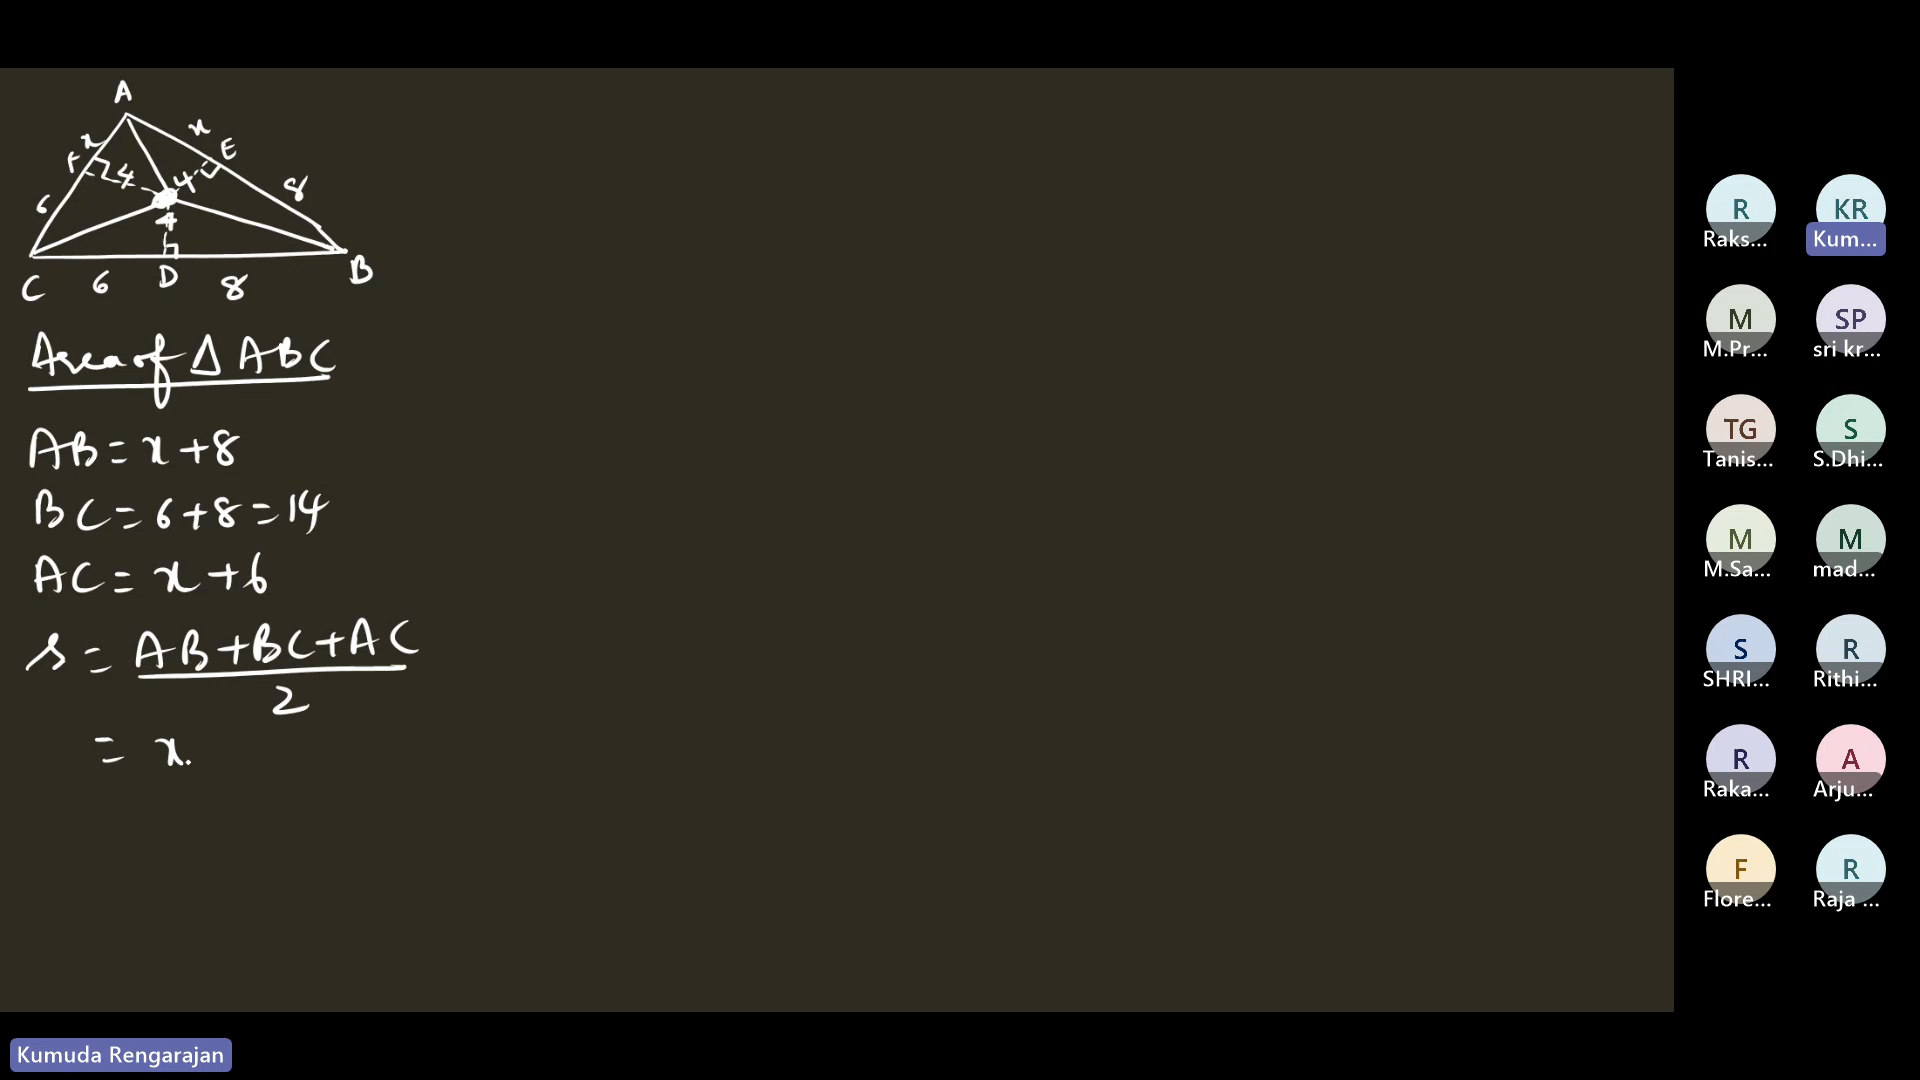 A
x
x
F
E
4
4
8
6
4
C 6 D 8 B
Area of Δ ABC
AB = x + 8
BC = 6 + 8 = 14
AC = x + 6
s = AB + BC + AC
2
= x.
R
Raks...
KR
Kum...
M
M.Pr...
SP
sri kr...
TG
Tanis...
S
S.Dhi...
M
M.Sa...
M
mad...
S
SHRI...
R
Rithi...
R
Raka...
A
Arju...
F
Flore...
R
Raja ...
Kumuda Rengarajan